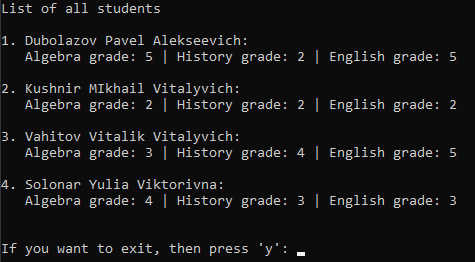 List of all students
1. Dubolazov Pavel Alekseevich:
Algebra grade: 5 | History grade: 2 | English grade: 5
2. Kushnir MIkhail Vitalyvich:
Algebra grade: 2 | History grade: 2 | English grade: 2
3. Vahitov Vitalik Vitalyvich:
Algebra grade: 3 | History grade: 4 | English grade: 5
4. Solonar Yulia Viktorivna:
Algebra grade: 4 | History grade: 3 | English grade: 3
If you want to exit, then press 'y':